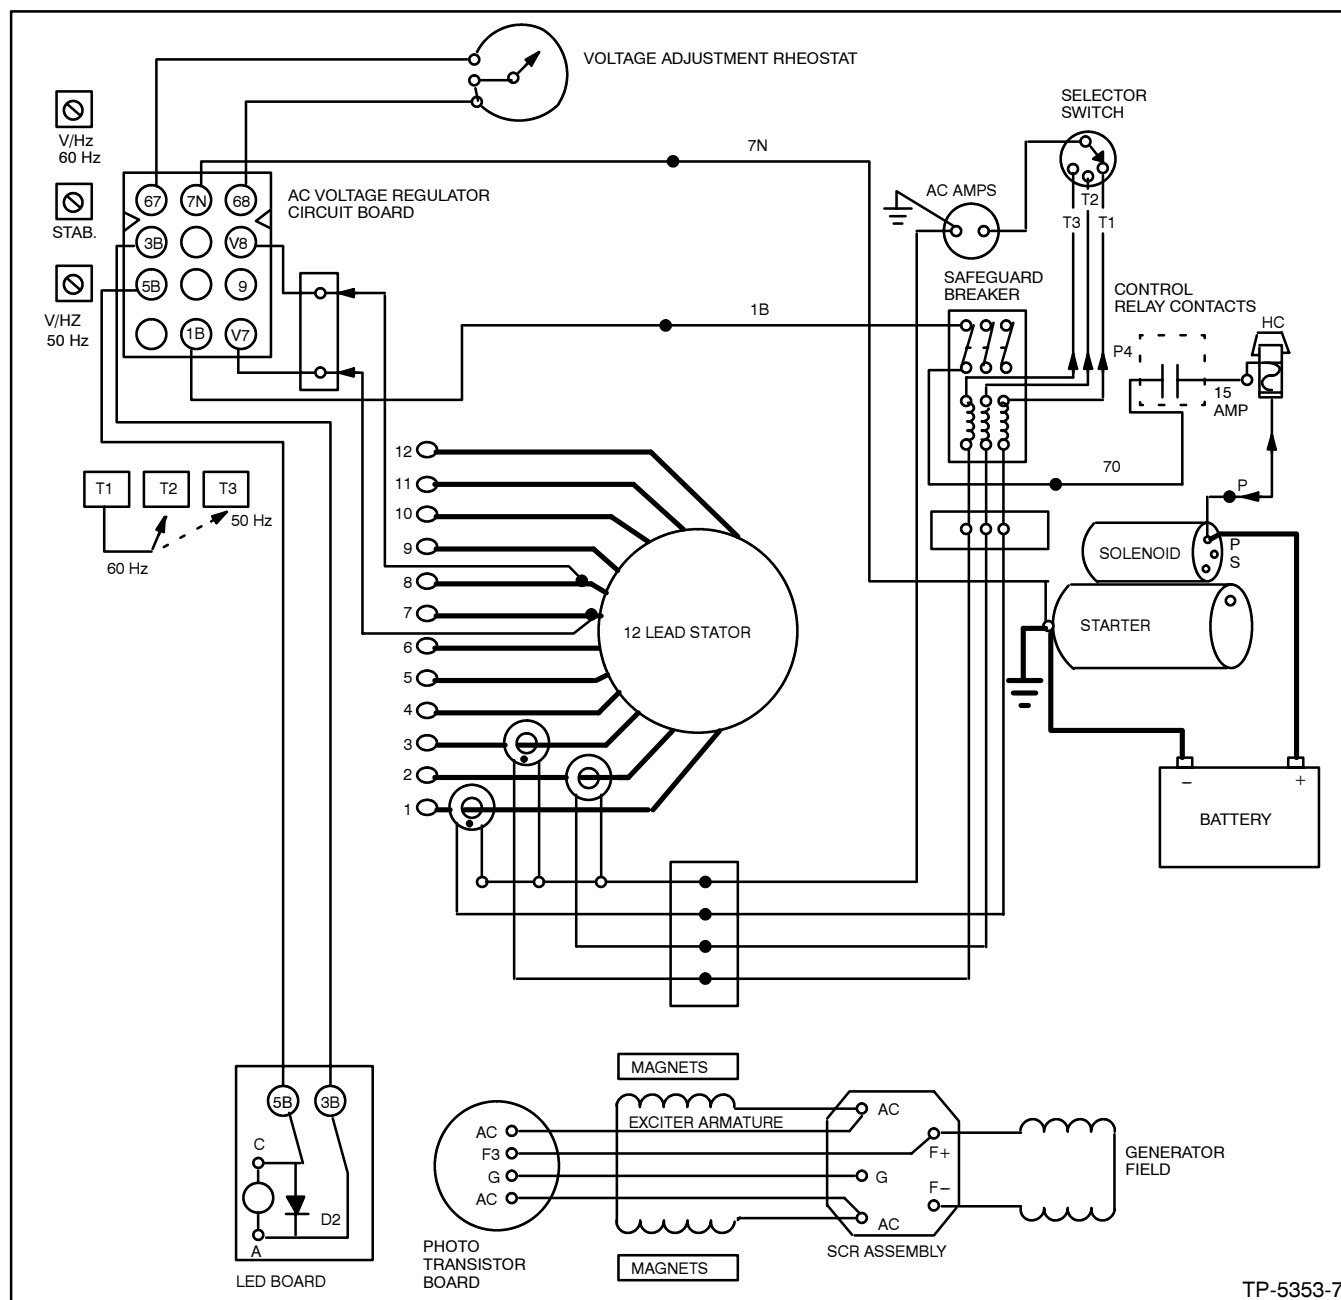 VOLTAGE ADJUSTMENT RHEOSTAT
SELECTOR
SWITCH
V/Hz
60 Hz
7N
67
7N
68
AC VOLTAGE REGULATOR
CIRCUIT BOARD
AC AMPS
T2
T3
T1
STAB.
3B
V8
SAFEGUARD
BREAKER
CONTROL
RELAY CONTACTS
5B
9
V/HZ
50 Hz
1B
V7
1B
HC
P4
15
AMP
12
11
10
9
8
7
6
5
4
3
2
1
70
T1
T2
T3
50 Hz
60 Hz
P
SOLENOID
P
S
12 LEAD STATOR
STARTER
−
+
BATTERY
MAGNETS
5B
3B
EXCITER ARMATURE
AC
AC
F3
G
AC
F+
G
F−
AC
GENERATOR
FIELD
C
D2
A
LED BOARD
PHOTO
TRANSISTOR
BOARD
MAGNETS
SCR ASSEMBLY
TP-5353-7